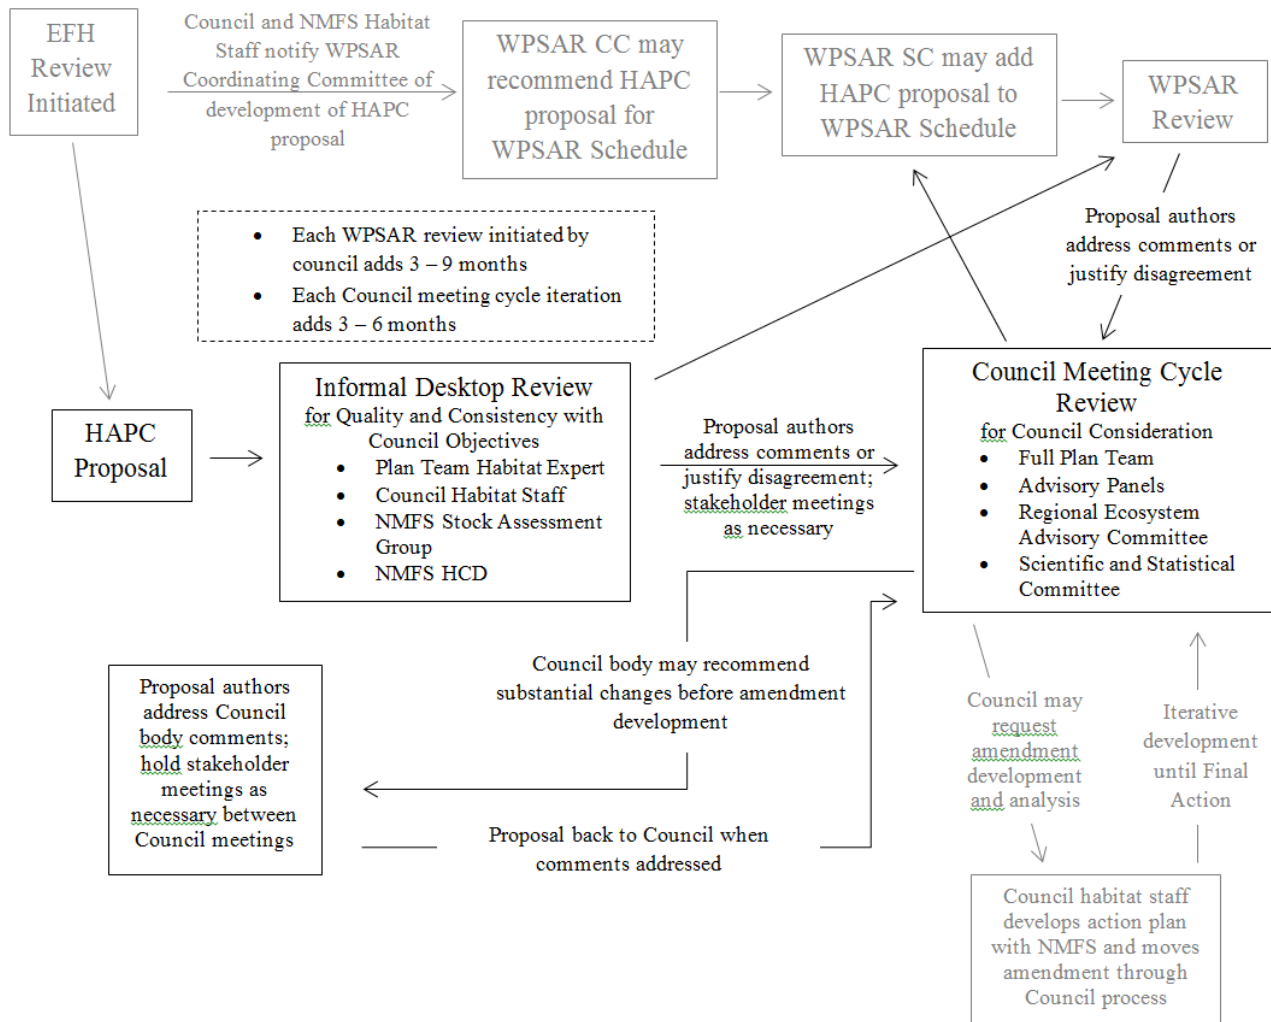 EFH
Review
Initiated
Council and NMFS Habitat
Staff notify WPSAR
Coordinating Committee of
development of HAPC
proposal
WPSAR CC may
recommend HAPC
proposal for
WPSAR Schedule
WPSAR SC may add
HAPC proposal to
WPSAR Schedule
WPSAR
Review
• Each WPSAR review initiated by
council adds 3 – 9 months
• Each Council meeting cycle iteration
adds 3 – 6 months
Proposal authors
address comments or
justify disagreement
HAPC
Proposal
Informal Desktop Review
for Quality and Consistency with
Council Objectives
• Plan Team Habitat Expert
• Council Habitat Staff
• NMFS Stock Assessment
Group
• NMFS HCD
Proposal authors
address comments or
justify disagreement;
stakeholder meetings
as necessary
Council Meeting Cycle
Review
for Council Consideration
• Full Plan Team
• Advisory Panels
• Regional Ecosystem
Advisory Committee
• Scientific and Statistical
Committee
Council body may recommend
substantial changes before amendment
development
Proposal authors
address Council
body comments;
hold stakeholder
meetings as
necessary between
Council meetings
Proposal back to Council when
comments addressed
Council may
request
amendment
development
and analysis
Iterative
development
until Final
Action
Council habitat staff
develops action plan
with NMFS and moves
amendment through
Council process